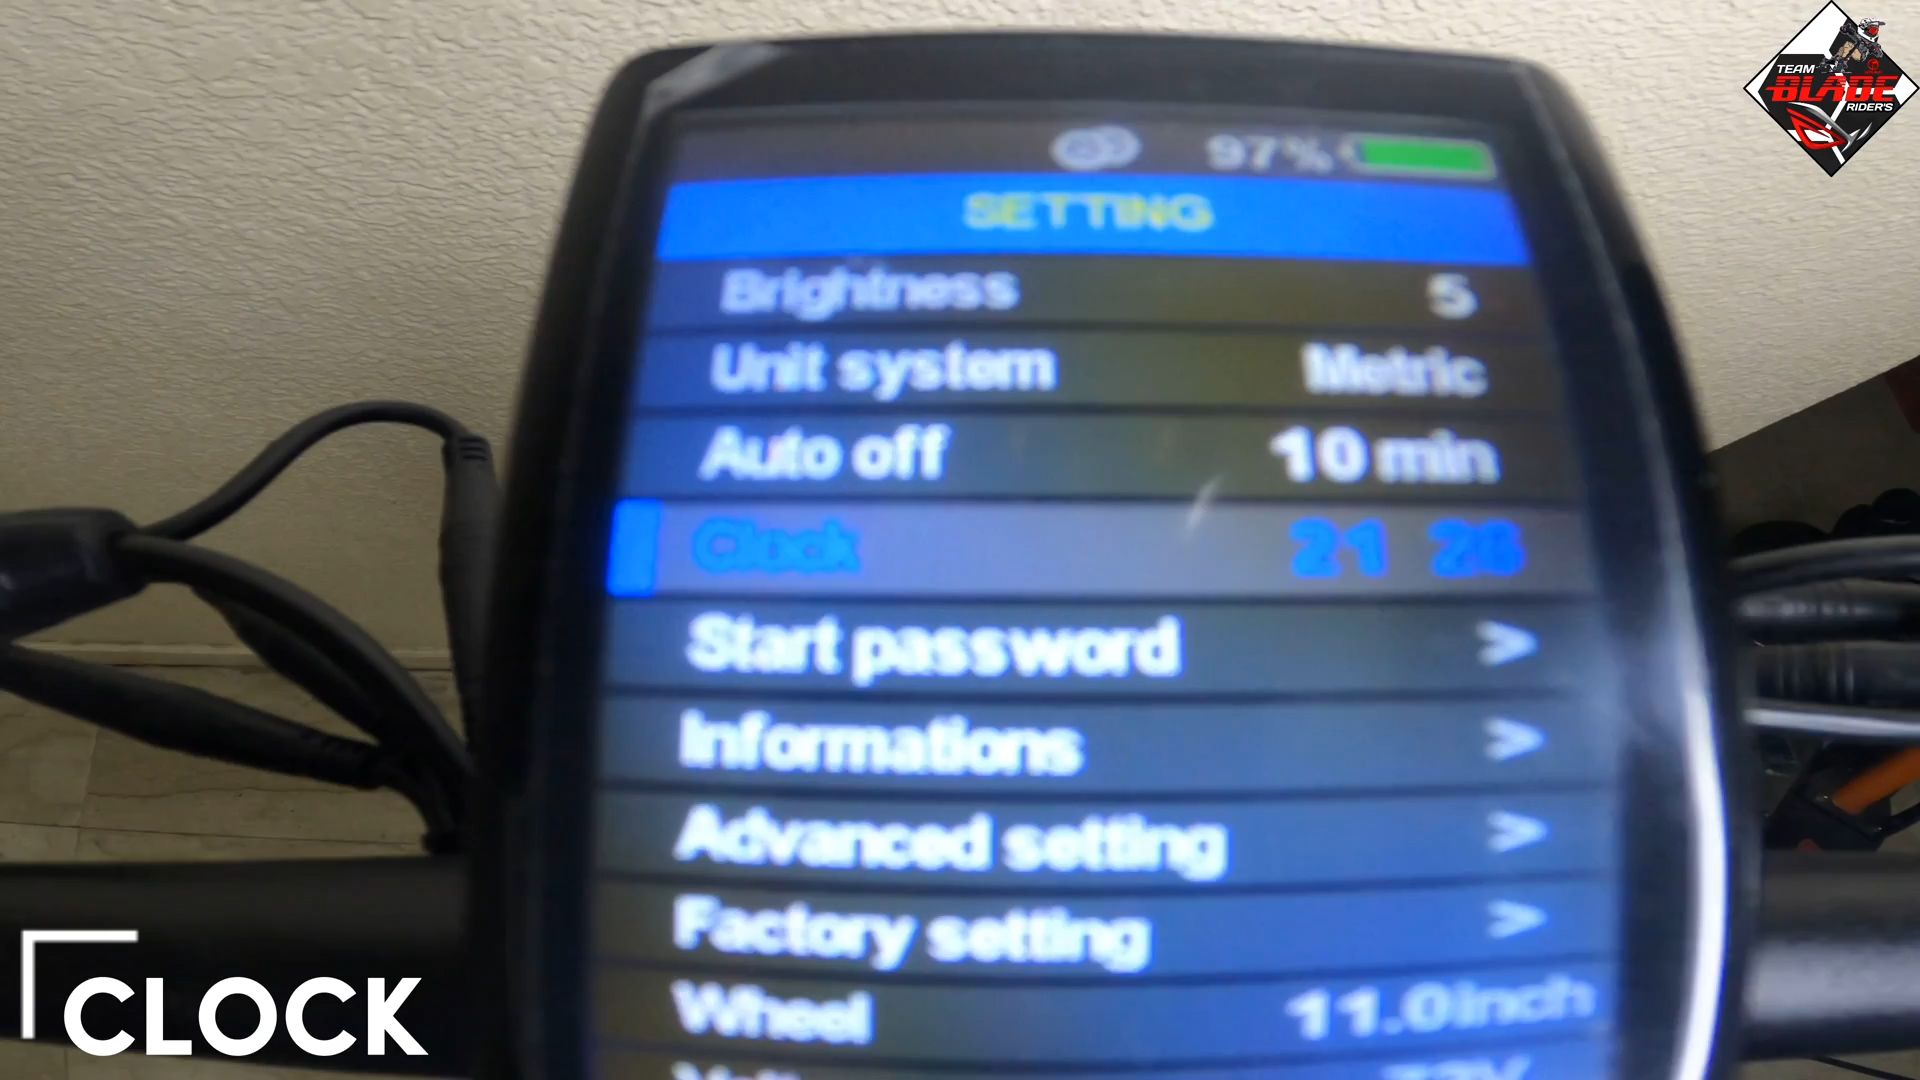 TEAM
BLADE
RIDER'S
97%
SETTING
Brightness 5
Unit system Metric
Auto off 10 min
Clock 21 26
Start password >
Informations >
Advanced setting >
Factory setting >
Wheel 11.0inch
CLOCK